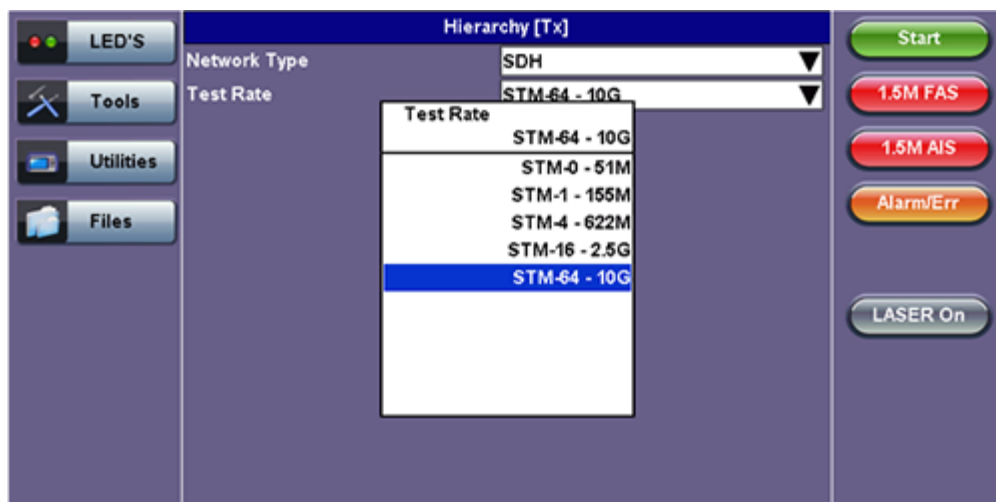 LED'S
Tools
Utilities
Files
Hierarchy [Tx]
Network Type SDH
Test Rate STM-64 - 10G
Test Rate
STM-64 - 10G
STM-0 - 51M
STM-1 - 155M
STM-4 - 622M
STM-16 - 2.5G
STM-64 - 10G
Start
1.5M FAS
1.5M AIS
Alarm/Err
LASER On